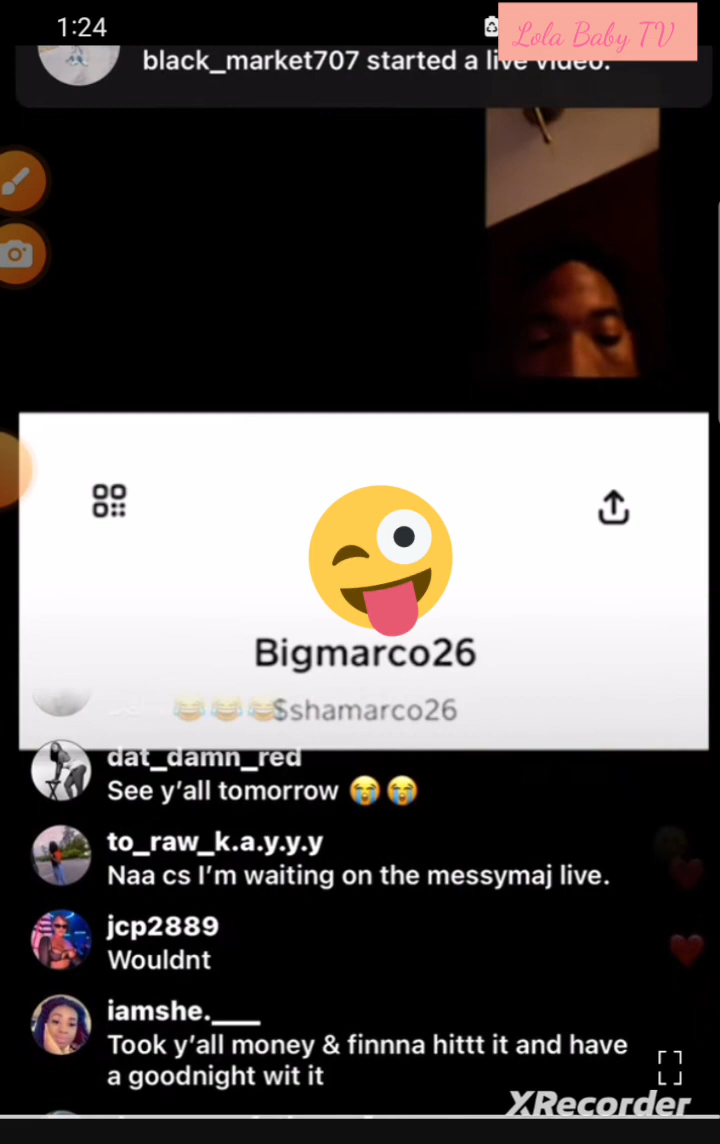 1:24
Lola Baby TV
black_market707 started a live video.
Bigmarco26
$shamarco26
dat_damn_red
See y'all tomorrow 😭😭
to_raw_k.a.y.y.y
Naa cs I'm waiting on the messymaj live.
jcp2889
Wouldnt
iamshe.___
Took y'all money & finnna hittt it and have
a goodnight wit it
XRecorder